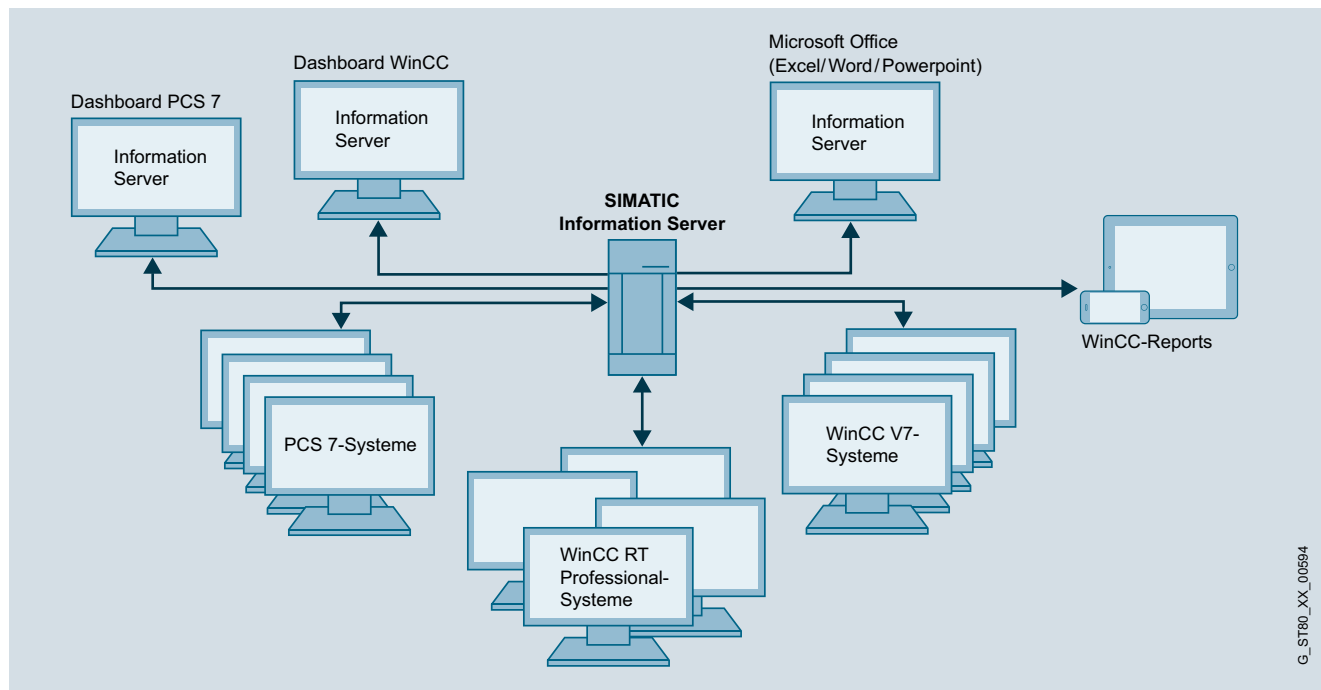 Dashboard PCS 7
Information
Server
Dashboard WinCC
Information
Server
Microsoft Office
(Excel/Word/Powerpoint)
Information
Server
SIMATIC
Information Server
WinCC-Reports
PCS 7-Systeme
WinCC RT
Professional-
Systeme
WinCC V7-
Systeme
G_ST80_XX_00594